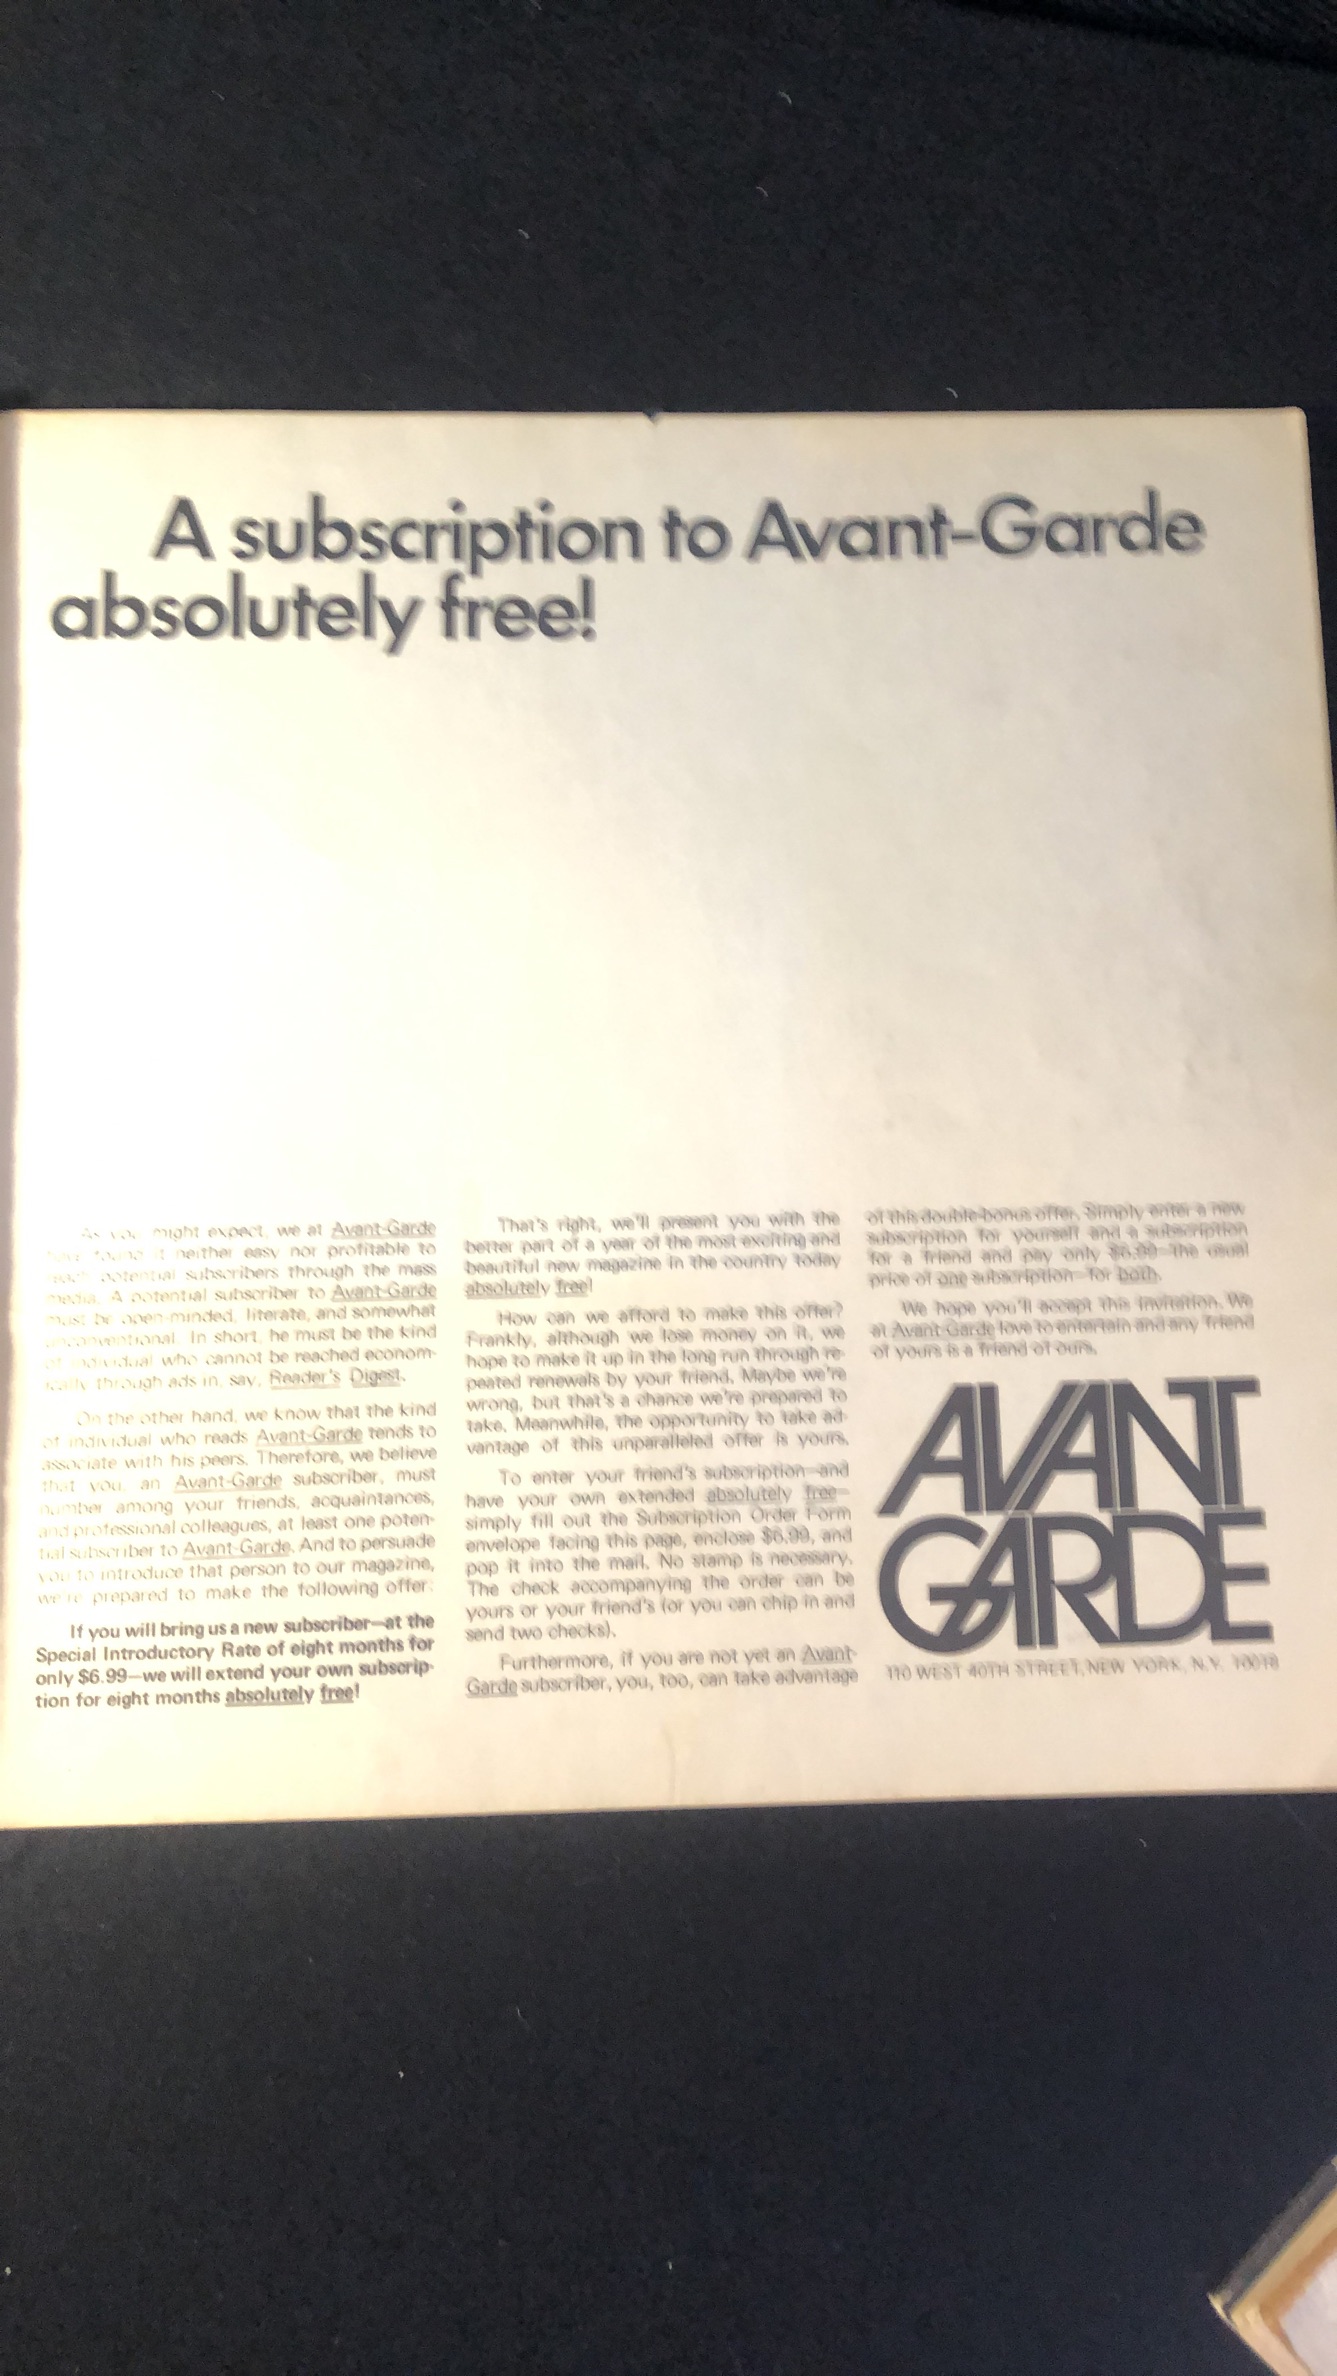 A subscription to Avant-Garde
absolutely free!
As you might expect, we at Avant-Garde
have found it neither easy nor profitable to
reach potential subscribers through the mass
media. A potential subscriber to Avant-Garde
must be open-minded, literate, and somewhat
unconventional. In short, he must be the kind
of individual who cannot be reached econom-
ically through ads in, say, Reader's Digest.
On the other hand, we know that the kind
of individual who reads Avant-Garde tends to
associate with his peers. Therefore, we believe
that you, an Avant-Garde subscriber, must
number among your friends, acquaintances,
and professional colleagues, at least one poten-
tial subscriber to Avant-Garde. And to persuade
you to introduce that person to our magazine,
we're prepared to make the following offer:
If you will bring us a new subscriber—at the
Special Introductory Rate of eight months for
only $6.99—we will extend your own subscrip-
tion for eight months absolutely free!
That's right, we'll present you with the
better part of a year of the most exciting and
beautiful new magazine in the country today
absolutely free!
How can we afford to make this offer?
Frankly, although we lose money on it, we
hope to make it up in the long run through re-
peated renewals by your friend. Maybe we're
wrong, but that's a chance we're prepared to
take. Meanwhile, the opportunity to take ad-
vantage of this unparalleled offer is yours.
To enter your friend's subscription—and
have your own extended absolutely free—
simply fill out the Subscription Order Form
envelope facing this page, enclose $6.99, and
pop it into the mail. No stamp is necessary.
The check accompanying the order can be
yours or your friend's (or you can chip in and
send two checks).
Furthermore, if you are not yet an Avant-
Garde subscriber, you, too, can take advantage
of this double-bonus offer. Simply enter a new
subscription for yourself and a subscription
for a friend and pay only $6.99—the usual
price of one subscription—for both.
We hope you'll accept this invitation. We
at Avant-Garde love to entertain and any friend
of yours is a friend of ours.
AVANT
GARDE
110 WEST 40TH STREET, NEW YORK, N.Y. 10018